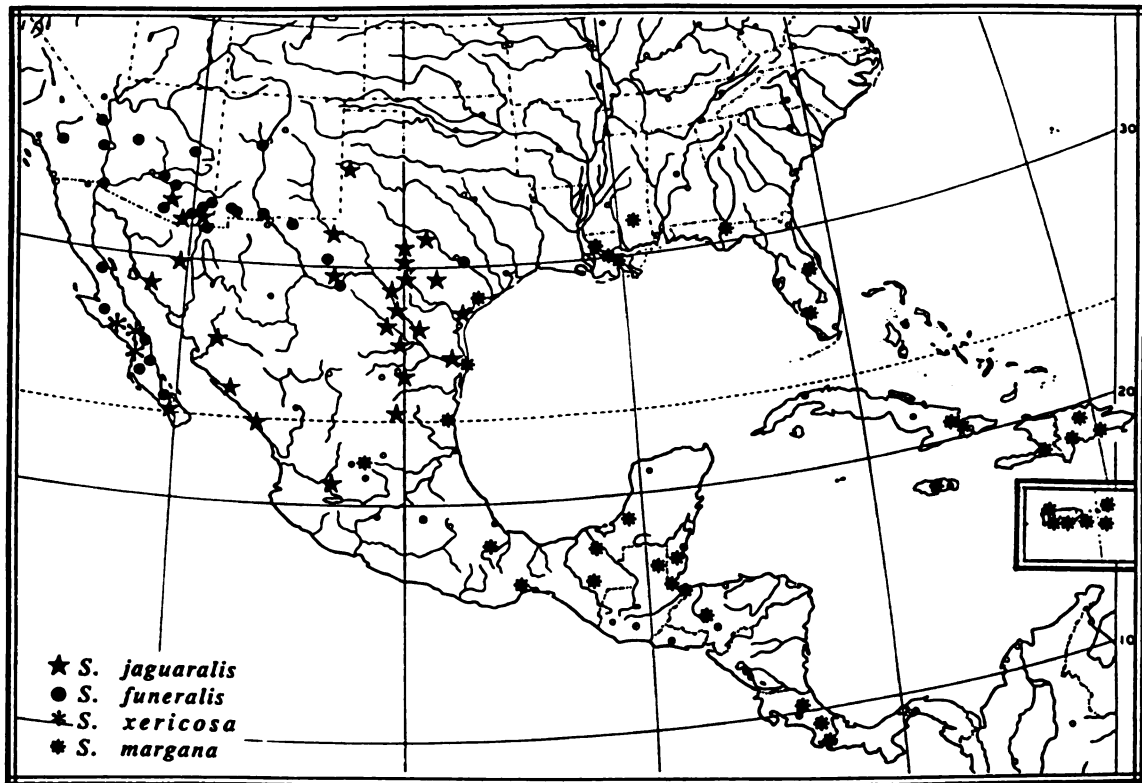 30
20
10
★ S. jaguaralis
● S. funeralis
✳ S. xericosa
✸ S. margana